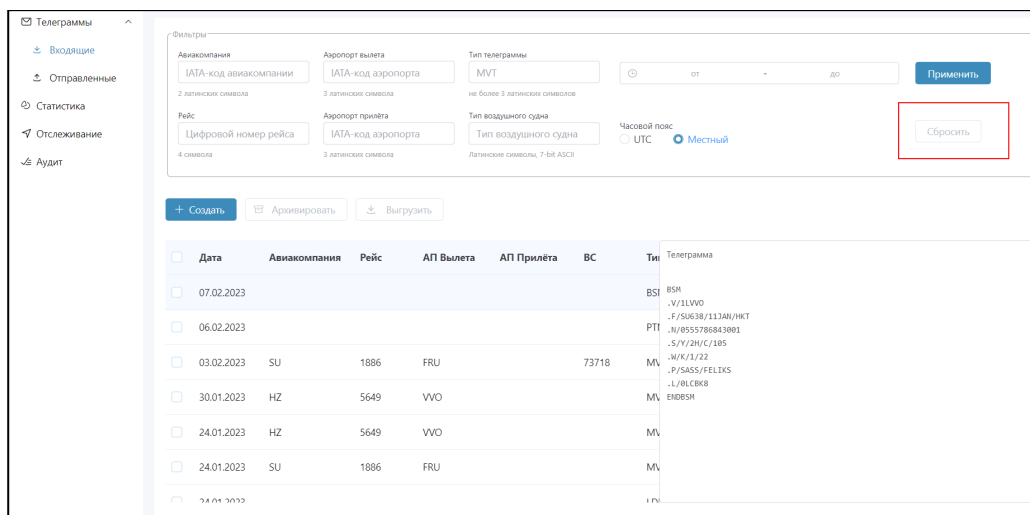 Телеграммы
Входящие
Отправленные
Статистика
Отслеживание
Аудит
Фильтры
Авиакомпания
Аэропорт вылета
Тип телеграммы
IATA-код авиакомпании
IATA-код аэропорта
MVT
от - до
Применить
2 латинских символа
3 латинских символа
не более 3 латинских символов
Рейс
Аэропорт прилёта
Тип воздушного судна
Цифровой номер рейса
IATA-код аэропорта
Тип воздушного судна
Часовой пояс
UTC
Местный
Сбросить
4 символа
3 латинских символа
Латинские символы, 7-bit ASCII
+ Создать
Архивировать
Выгрузить
Дата Авиакомпания Рейс АП Вылета АП Прилёта ВС
07.02.2023
06.02.2023
03.02.2023 SU 1886 FRU 73718
30.01.2023 HZ 5649 VVO
24.01.2023 HZ 5649 VVO
24.01.2023 SU 1886 FRU
24.01.2023
Телеграмма
BSM
.V/1LVVO
.F/SU638/11JAN/HKT
.N/0555786843001
.S/Y/2H/C/105
.W/K/1/22
.P/SASS/FELIKS
.L/0LCBK8
ENDBSM